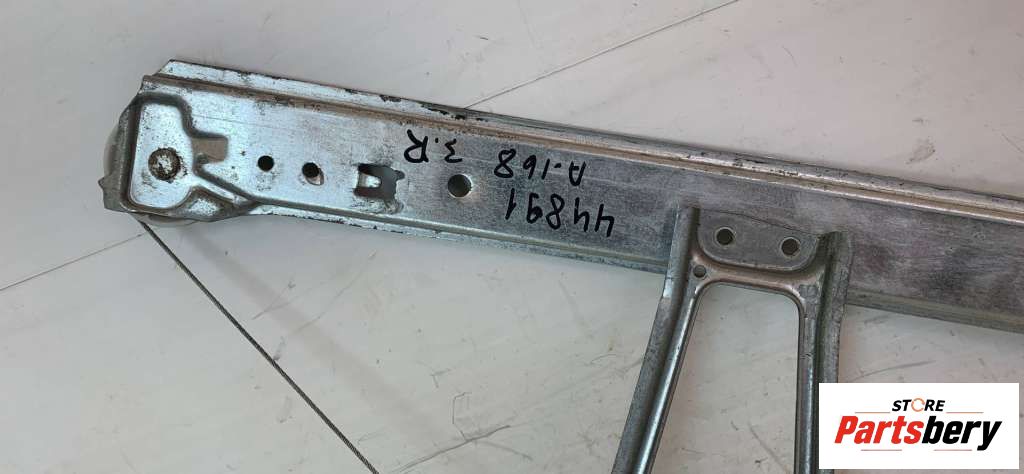 44891
A-168 3.R
STORE
Partsbery